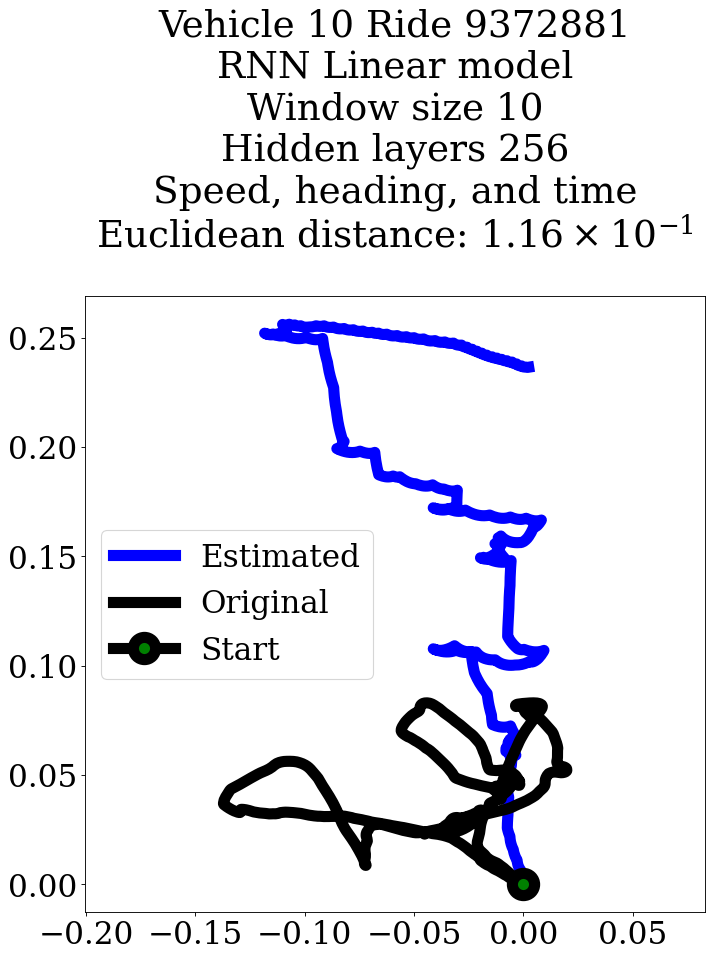 Vehicle 10 Ride 9372881
RNN Linear model
Window size 10
Hidden layers 256
Speed, heading, and time
Euclidean distance: 1.16 × 10⁻¹
0.25
0.20
0.15
0.10
0.05
0.00
Estimated
Original
Start
−0.20 −0.15 −0.10 −0.05 0.00 0.05